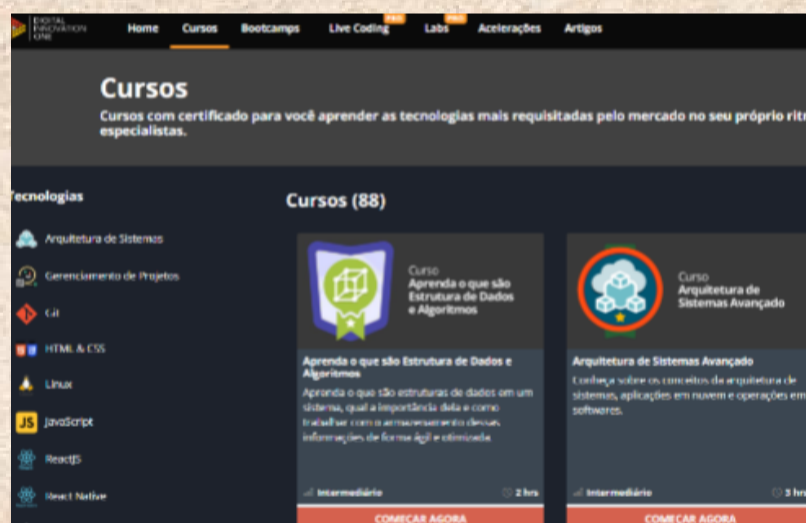 DIGITAL
INNOVATION
ONE
Home Cursos Bootcamps Live Coding PRO Labs PRO Acelerações Artigos
Cursos
Cursos com certificado para você aprender as tecnologias mais requisitadas pelo mercado no seu próprio
especialistas.
Tecnologias
Arquitetura de Sistemas
Gerenciamento de Projetos
Git
HTML & CSS
Linux
JS JavaScript
ReactJS
React Native
Cursos (88)
Curso
Aprenda o que são
Estrutura de Dados
e Algoritmos
Aprenda o que são Estrutura de Dados e
Algoritmos
Aprenda o que são estruturas de dados em um
sistema, qual a importância dela e como
trabalhar com o armazenamento dessas
informações de forma ágil e otimizada.
Intermediário 2 hrs
COMEÇAR AGORA
Curso
Arquitetura de
Sistemas Avançado
Arquitetura de Sistemas Avançado
Conheça sobre os conceitos da arquitetura de
sistemas, aplicações em nuvem e operações em
softwares.
Intermediário 3 hrs
COMEÇAR AGORA